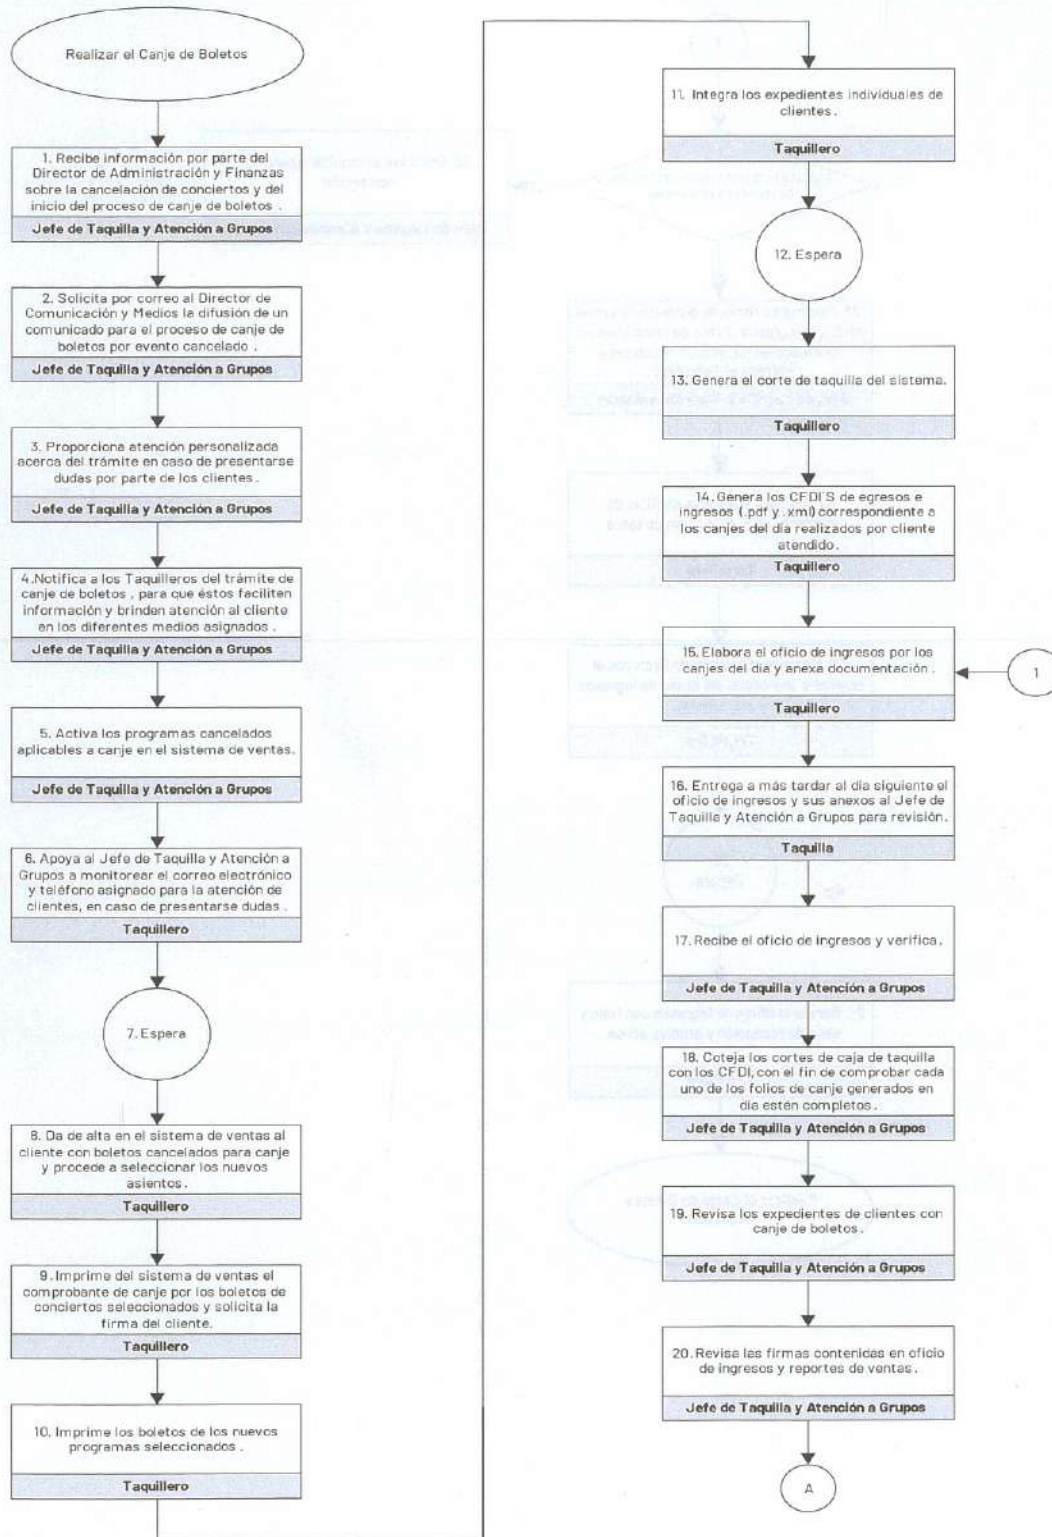 Realizar el Canje de Boletos
1. Recibe información por parte del
Director de Administración y Finanzas
sobre la cancelación de conciertos y del
inicio del proceso de canje de boletos .
Jefe de Taquilla y Atención a Grupos
2. Solicita por correo al Director de
Comunicación y Medios la difusión de un
comunicado para el proceso de canje de
boletos por evento cancelado .
Jefe de Taquilla y Atención a Grupos
3. Proporciona atención personalizada
acerca del trámite en caso de presentarse
dudas por parte de los clientes .
Jefe de Taquilla y Atención a Grupos
4.Notifica a los Taquilleros del trámite de
canje de boletos , para que éstos faciliten
información y brinden atención al cliente
en los diferentes medios asignados .
Jefe de Taquilla y Atención a Grupos
5. Activa los programas cancelados
aplicables a canje en el sistema de ventas.
Jefe de Taquilla y Atención a Grupos
6. Apoya al Jefe de Taquilla y Atención a
Grupos a monitorear el correo electrónico
y teléfono asignado para la atención de
clientes, en caso de presentarse dudas .
Taquillero
7. Espera
8. Da de alta en el sistema de ventas al
cliente con boletos cancelados para canje
y procede a seleccionar los nuevos
asientos .
Taquillero
9. Imprime del sistema de ventas el
comprobante de canje por los boletos de
conciertos seleccionados y solicita la
firma del cliente.
Taquillero
10. Imprime los boletos de los nuevos
programas seleccionados .
Taquillero
11. Integra los expedientes individuales de
clientes .
Taquillero
12. Espera
13. Genera el corte de taquilla del sistema.
Taquillero
14. Genera los CFDI'S de egresos e
ingresos (.pdf y .xml) correspondiente a
los canjes del día realizados por cliente
atendido.
Taquillero
15. Elabora el oficio de ingresos por los
canjes del día y anexa documentación .
Taquillero
1
16. Entrega a más tardar al día siguiente el
oficio de ingresos y sus anexos al Jefe de
Taquilla y Atención a Grupos para revisión.
Taquilla
17. Recibe el oficio de ingresos y verifica .
Jefe de Taquilla y Atención a Grupos
18. Coteja los cortes de caja de taquilla
con los CFDI, con el fin de comprobar cada
uno de los folios de canje generados en
día estén completos .
Jefe de Taquilla y Atención a Grupos
19. Revisa los expedientes de clientes con
canje de boletos .
Jefe de Taquilla y Atención a Grupos
20. Revisa las firmas contenidas en oficio
de ingresos y reportes de ventas .
Jefe de Taquilla y Atención a Grupos
A